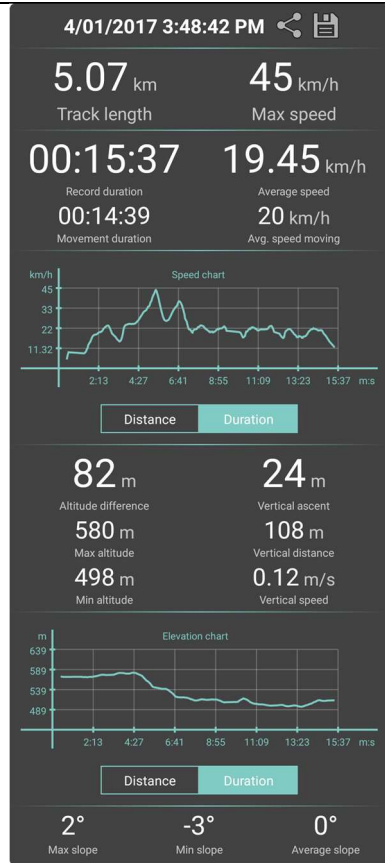 4/01/2017 3:48:42 PM
5.07 km 45 km/h
Track length Max speed
00:15:37 19.45 km/h
Record duration Average speed
00:14:39 20 km/h
Movement duration Avg. speed moving
km/h Speed chart
45
33
22
11.32
2:13 4:27 6:41 8:55 11:09 13:23 15:37 m:s
Distance Duration
82 m 24 m
Altitude difference Vertical ascent
580 m 108 m
Max altitude Vertical distance
498 m 0.12 m/s
Min altitude Vertical speed
m Elevation chart
639
589
539
489
2:13 4:27 6:41 8:55 11:09 13:23 15:37 m:s
Distance Duration
2° -3° 0°
Max slope Min slope Average slope